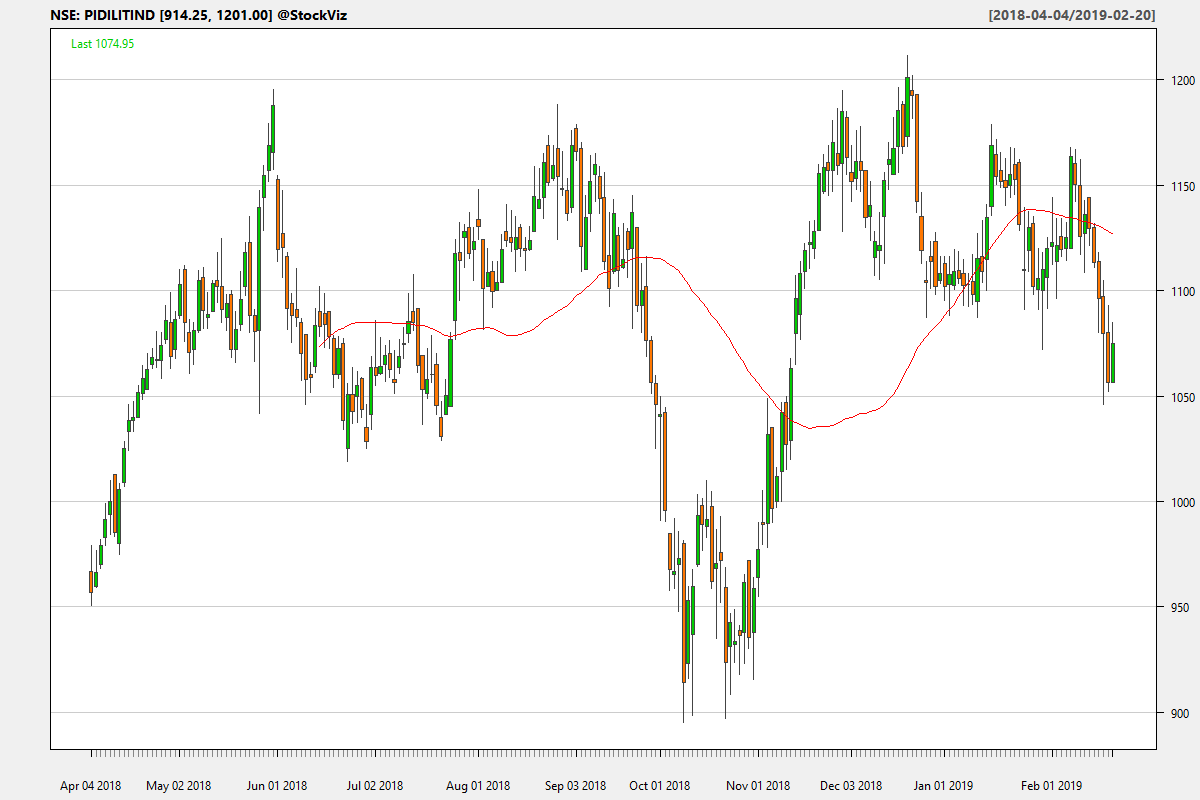 NSE: PIDILITIND [914.25, 1201.00] @StockViz
[2018-04-04/2019-02-20]
Last 1074.95
1200
1150
1100
1050
1000
950
900
Apr 04 2018 May 02 2018 Jun 01 2018 Jul 02 2018 Aug 01 2018 Sep 03 2018 Oct 01 2018 Nov 01 2018 Dec 03 2018 Jan 01 2019 Feb 01 2019